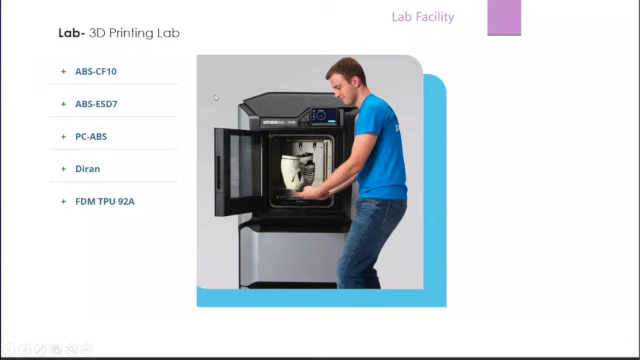 Lab Facility
Lab- 3D Printing Lab
+ ABS-CF10
+ ABS-ESD7
+ PC-ABS
+ Diran
+ FDM TPU 92A